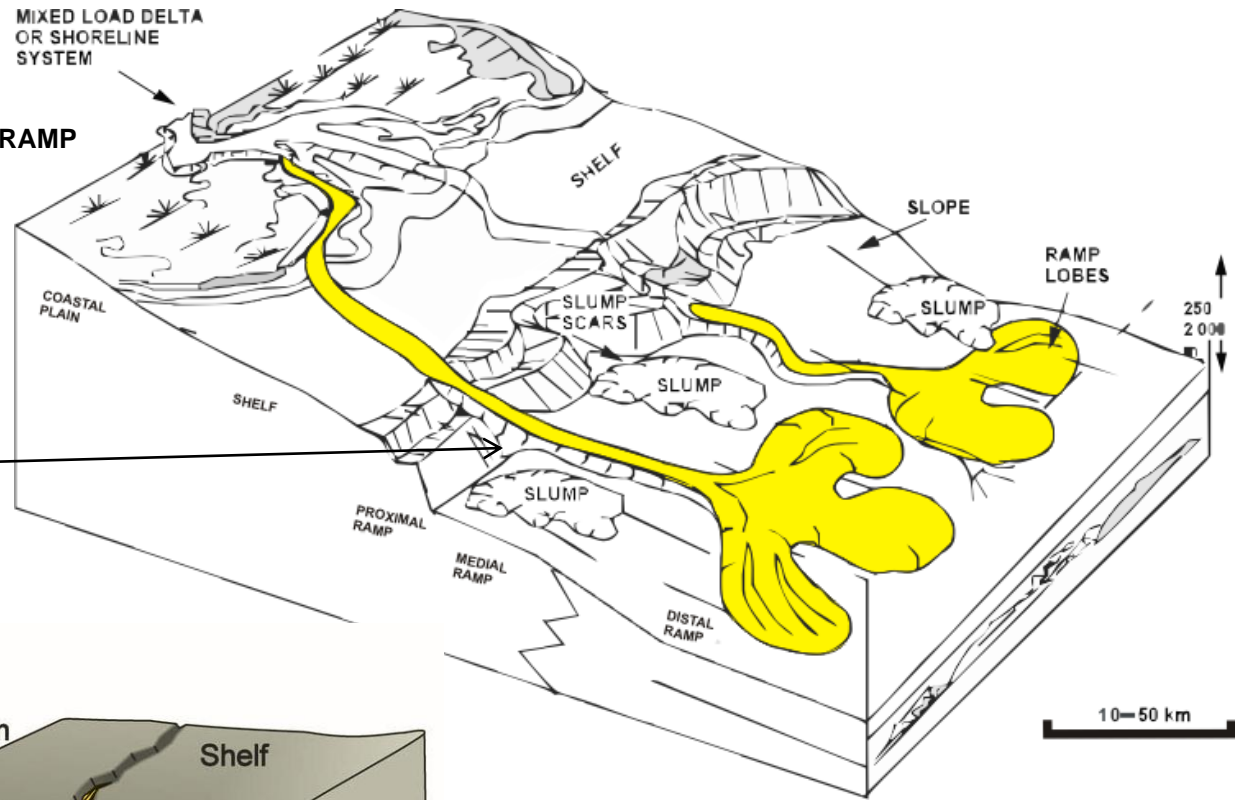 MIXED LOAD DELTA
OR SHORELINE
SYSTEM
RAMP
SHELF
SLOPE
RAMP
LOBES
COASTAL
PLAIN
SLUMP
SCARS
SLUMP
250
2 000
SLUMP
SHELF
SLUMP
PROXIMAL
RAMP
MEDIAL
RAMP
DISTAL
RAMP
10–50 km
Shelf